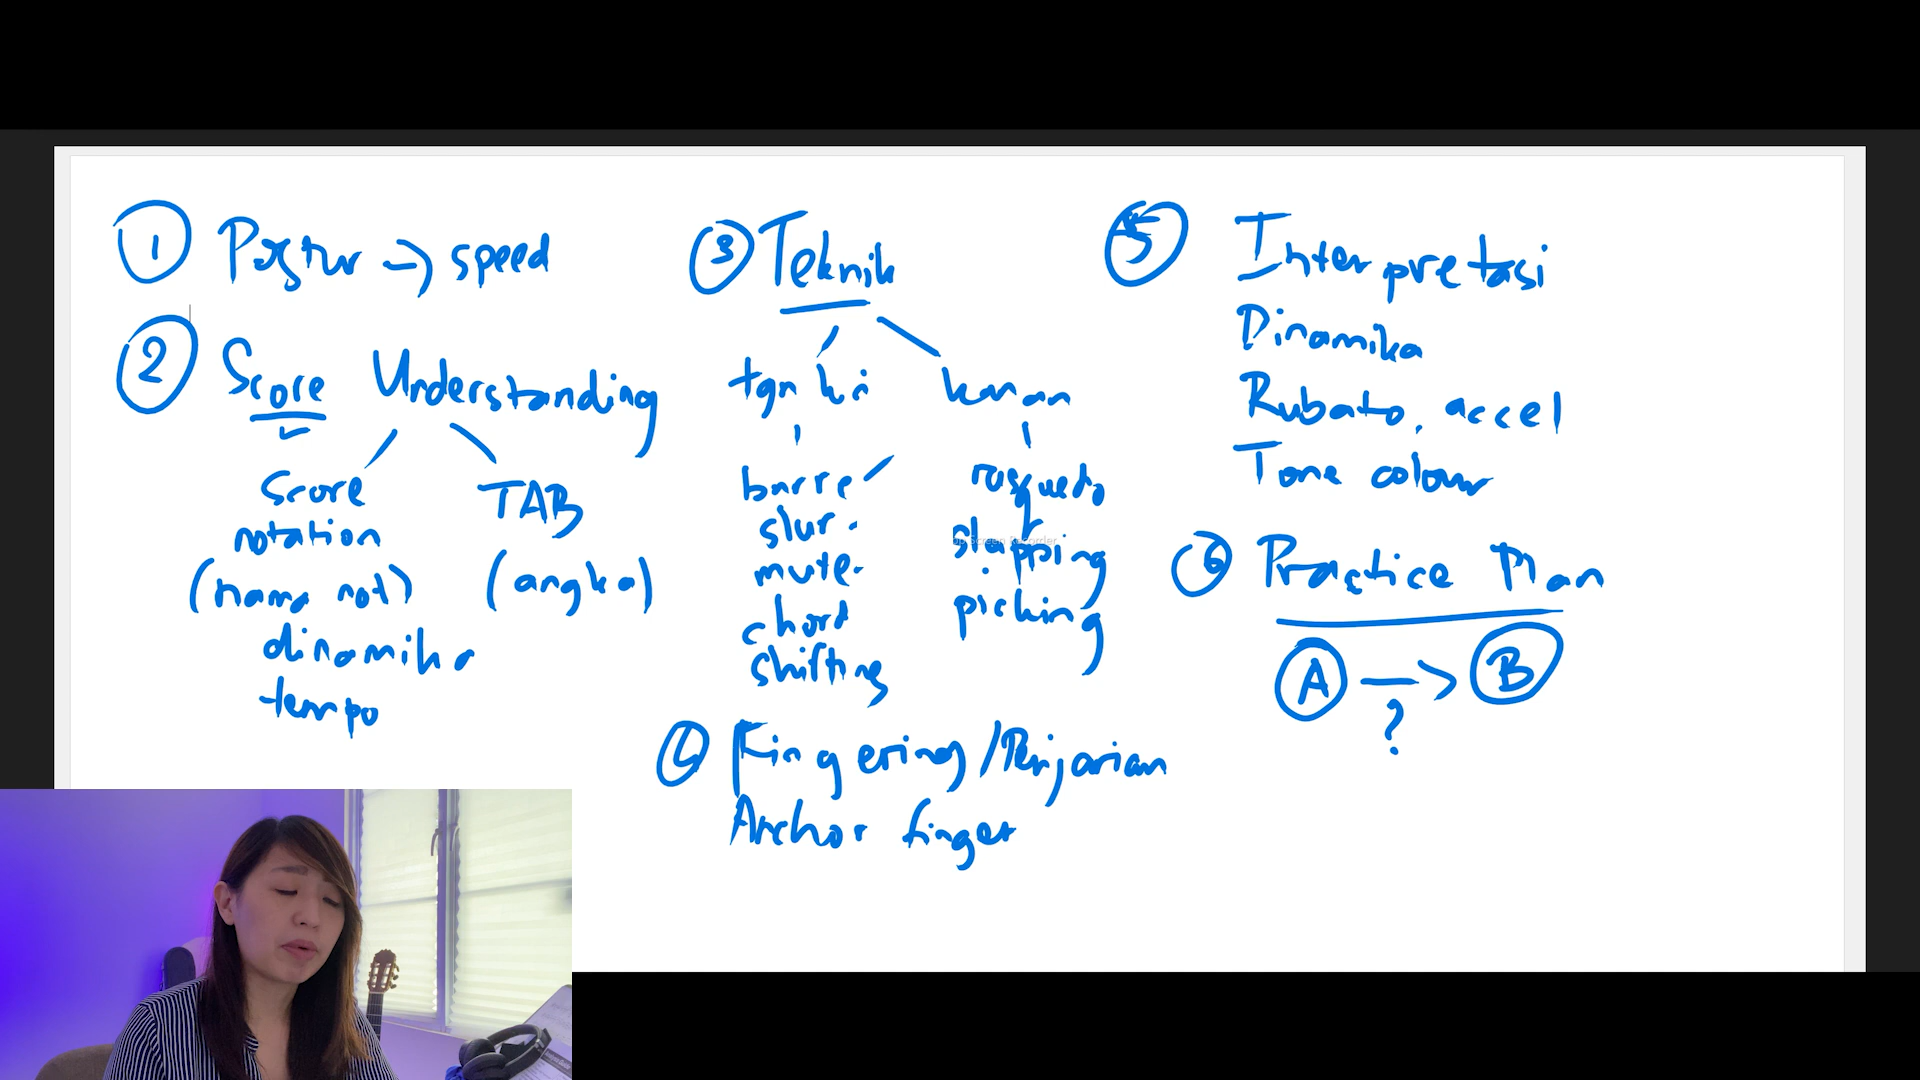 1 Postur -> speed
2 Score Understanding
score
notation
(nama not)
dinamika
tempo
TAB
(angka)
3 Teknik
tgn kri
barre
slur
mute
chord
shifting
kanan
slapping
picking
4 Fingering/Penjarian
Anchor finger
5 Interpretasi
Dinamika
Rubato, accel
Tone colour
6 Practice Plan
A -> B
?